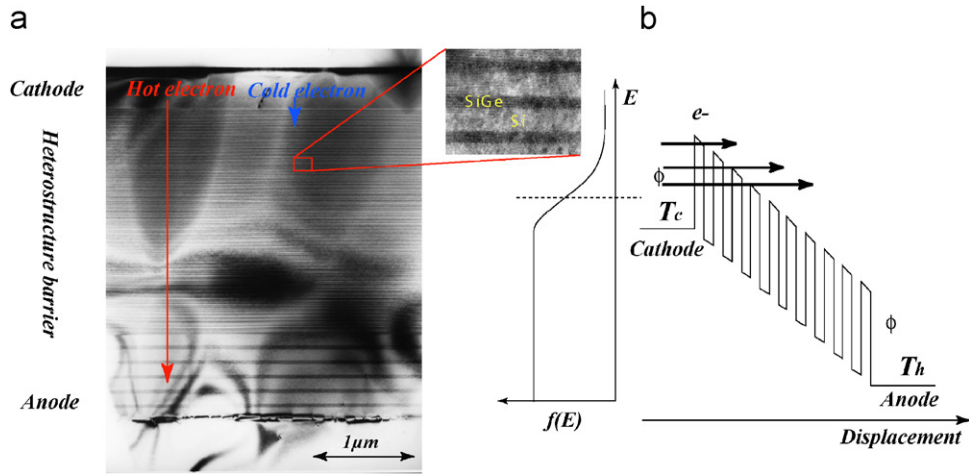 a
b
Cathode
Hot electron
Cold electron
Heterostructure barrier
Anode
1μm
SiGe
Si
E
f(E)
e-
ϕ
Tc
Cathode
ϕ
Th
Anode
Displacement